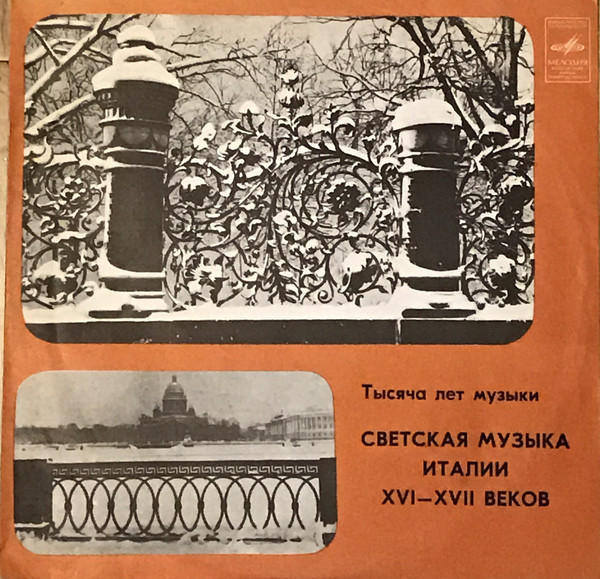 МЕЛОДИЯ
Тысяча лет музыки
СВЕТСКАЯ МУЗЫКА
ИТАЛИИ
XVI—XVII ВЕКОВ